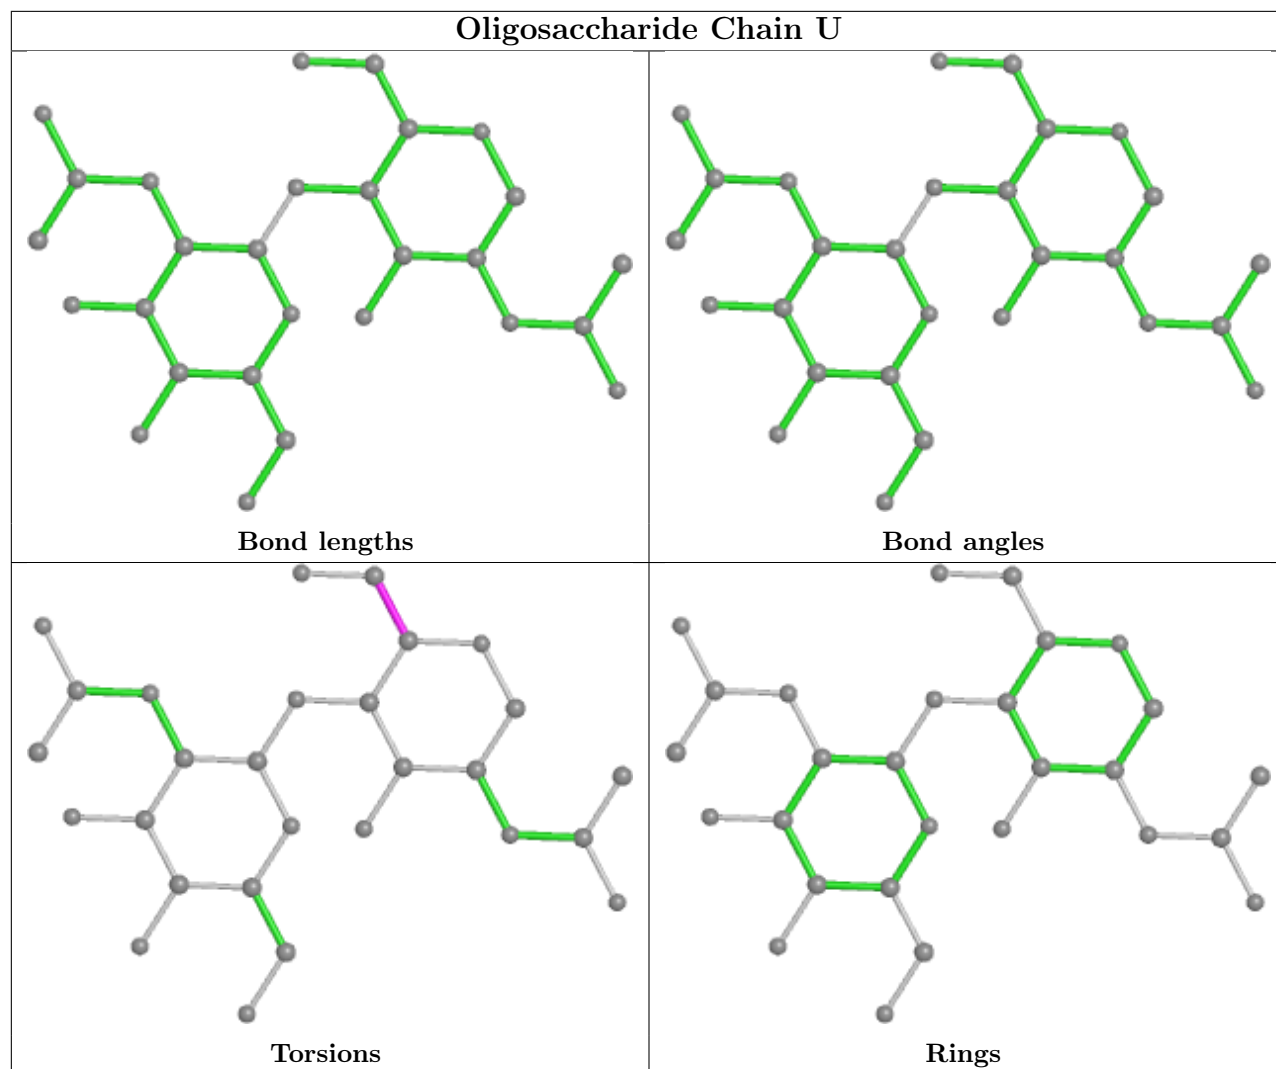 Oligosaccharide Chain U
Bond lengths
Bond angles
Torsions
Rings